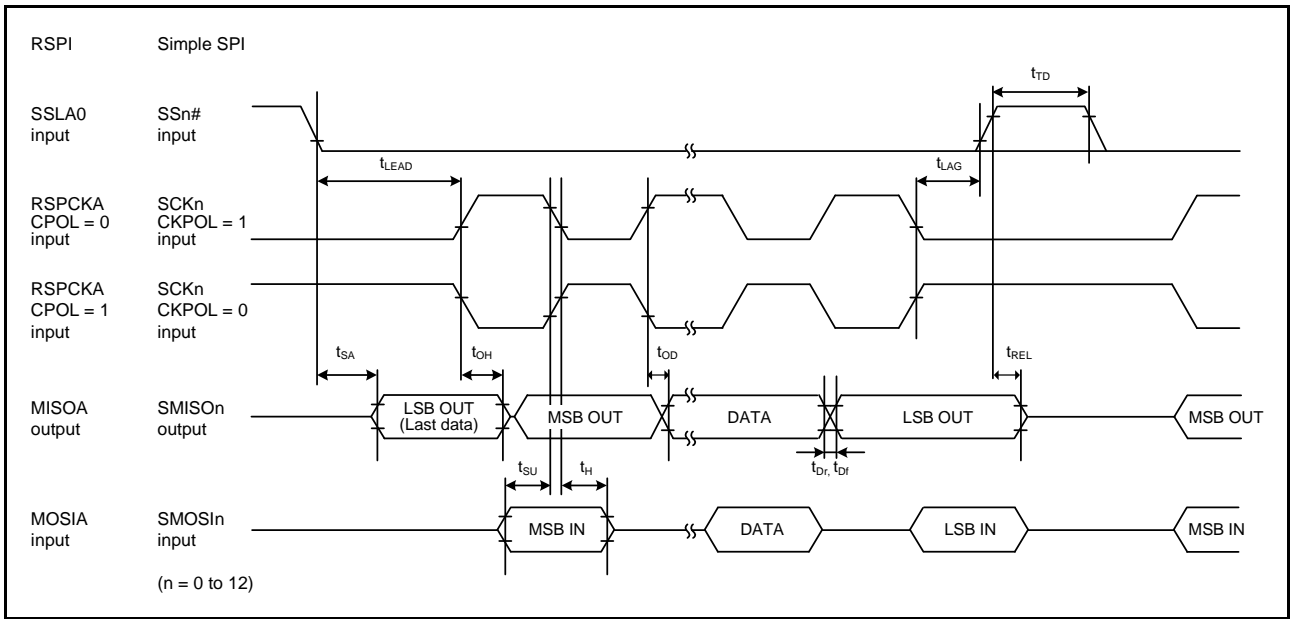 RSPI Simple SPI
tTD
SSLA0 SSn#
input input
tLEAD tLAG
RSPCKA SCKn
CPOL = 0 CKPOL = 1
input input
RSPCKA SCKn
CPOL = 1 CKPOL = 0
input input
tSA tOH tOD tREL
MISOA SMISOn
output output
LSB OUT
(Last data)
MSB OUT DATA LSB OUT MSB OUT
tSU tH tDr, tDf
MOSIA SMOSIn
input input
MSB IN DATA LSB IN MSB IN
(n = 0 to 12)